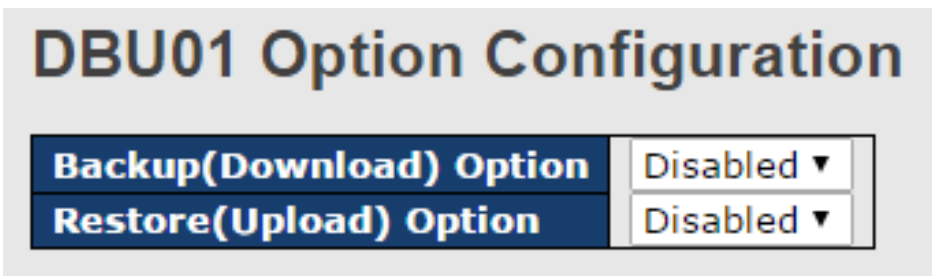 DBU01 Option Configuration
Backup(Download) Option Disabled
Restore(Upload) Option Disabled